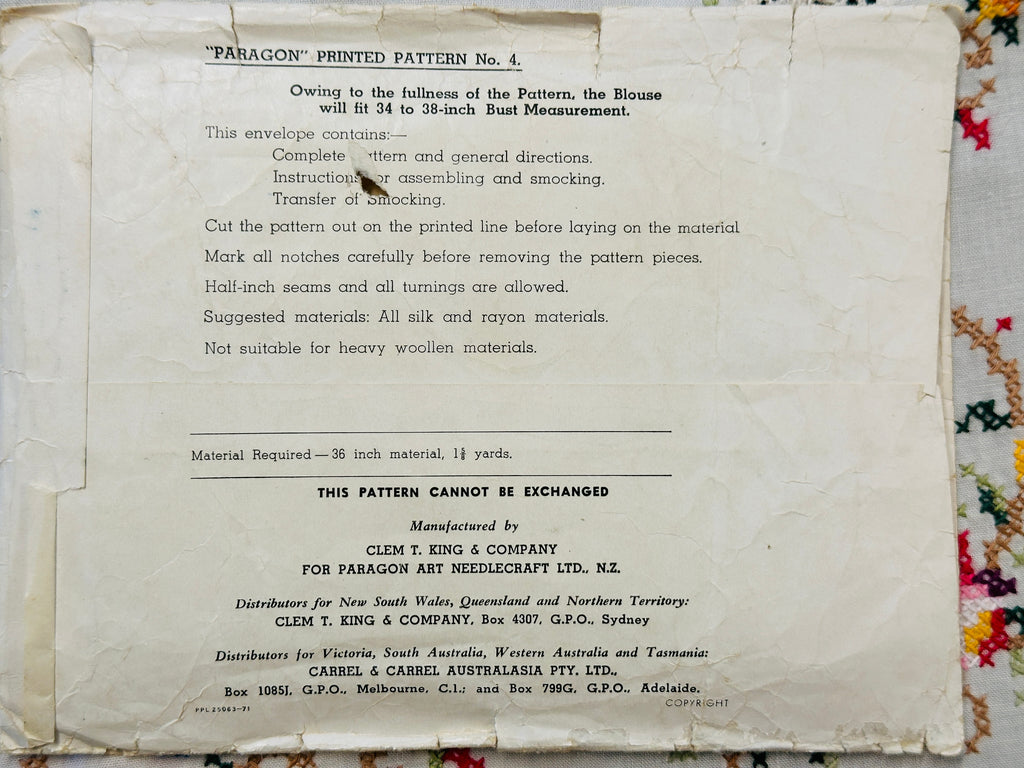 "PARAGON" PRINTED PATTERN No. 4.
Owing to the fullness of the Pattern, the Blouse
will fit 34 to 38-inch Bust Measurement.
This envelope contains:—
Complete ttern and general directions.
Instructions or assembling and smocking.
Transfer of Smocking.
Cut the pattern out on the printed line before laying on the material
Mark all notches carefully before removing the pattern pieces.
Half-inch seams and all turnings are allowed.
Suggested materials: All silk and rayon materials.
Not suitable for heavy woollen materials.
Material Required — 36 inch material, yards.
THIS PATTERN CANNOT BE EXCHANGED
Manufactured by
CLEM T. KING & COMPANY
FOR PARAGON ART NEEDLECRAFT LTD., N.Z.
Distributors for New South Wales, Queensland and Northern Territory:
CLEM T. KING & COMPANY, Box 4307, G.P.O., Sydney
Distributors for Victoria, South Australia, Western Australia and Tasmania:
CARREL & CARREL AUSTRALASIA PTY. LTD.,
Box 1085J, G.P.O., Melbourne, C.1.; and Box 799G, G.P.O., Adelaide.
PPL 25063–71
COPYRIGHT